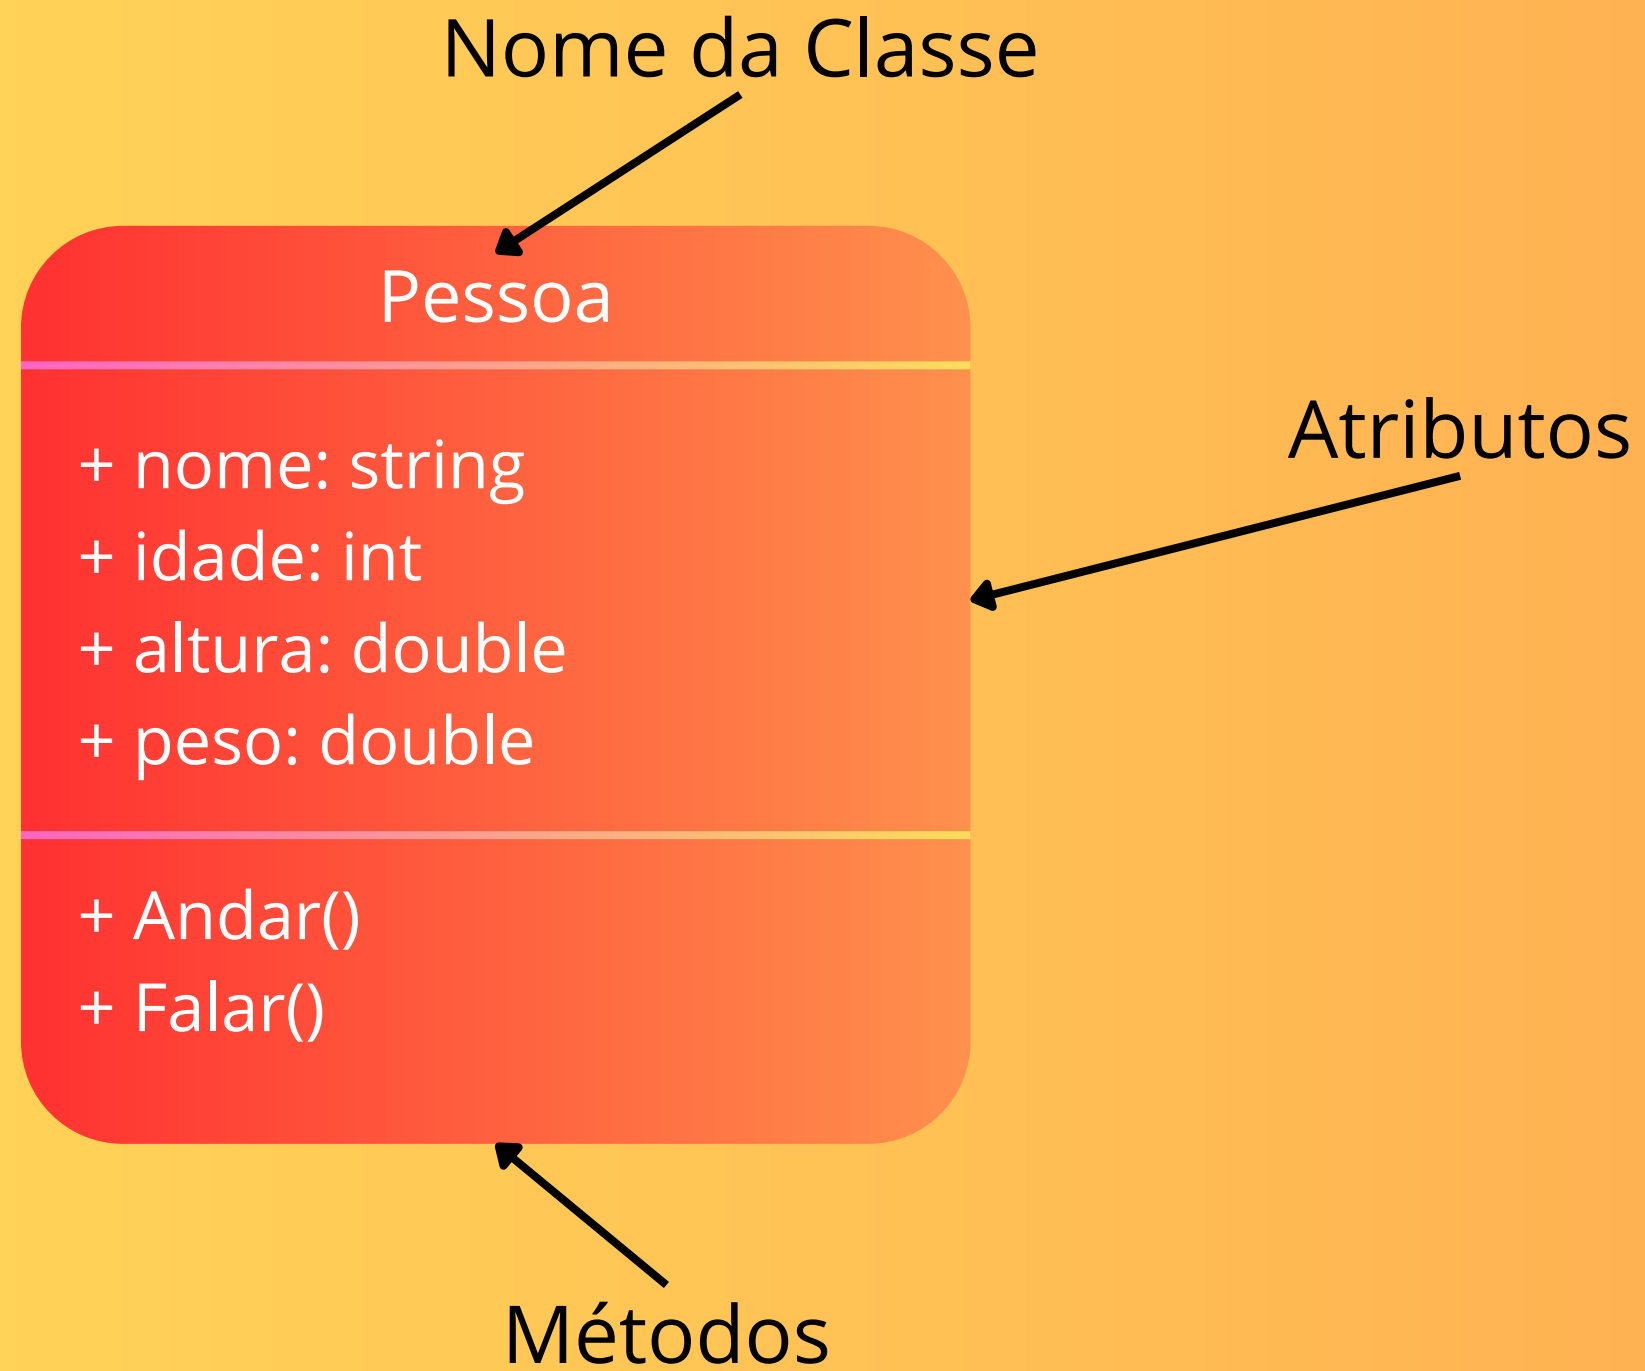 Nome da Classe
Pessoa
Atributos
+ nome: string
+ idade: int
+ altura: double
+ peso: double
+ Andar()
+ Falar()
Métodos